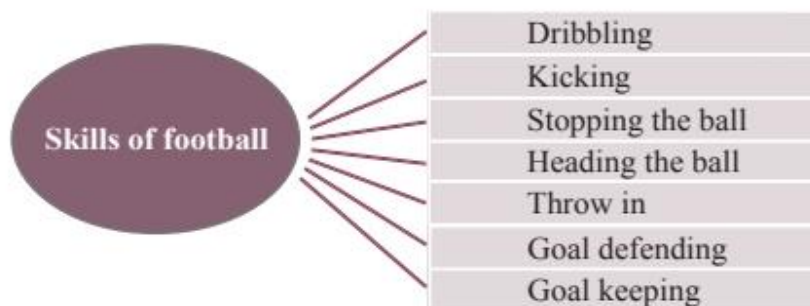 Skills of football
Dribbling
Kicking
Stopping the ball
Heading the ball
Throw in
Goal defending
Goal keeping